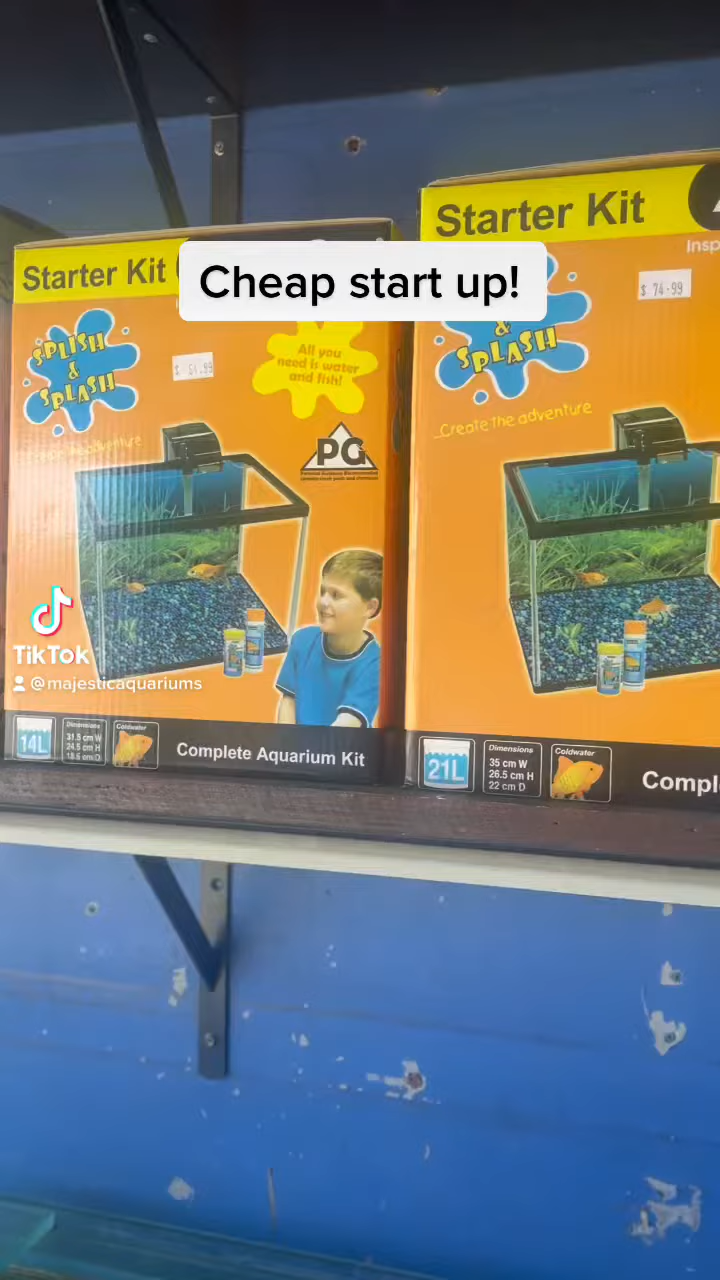 Cheap start up!
Starter Kit
SPLISH
&
SPLASH
All you
need is water
and fish!
Create the adventure
PG
TikTok
@majesticaquariums
14L
Dimensions
31.5 cm W
24.5 cm H
18.5 cm D
Coldwater
Complete Aquarium Kit
Starter Kit
Insp
$ 74-99
&
SPLASH
Create the adventure
21L
Dimensions
35 cm W
26.5 cm H
22 cm D
Coldwater
Compl